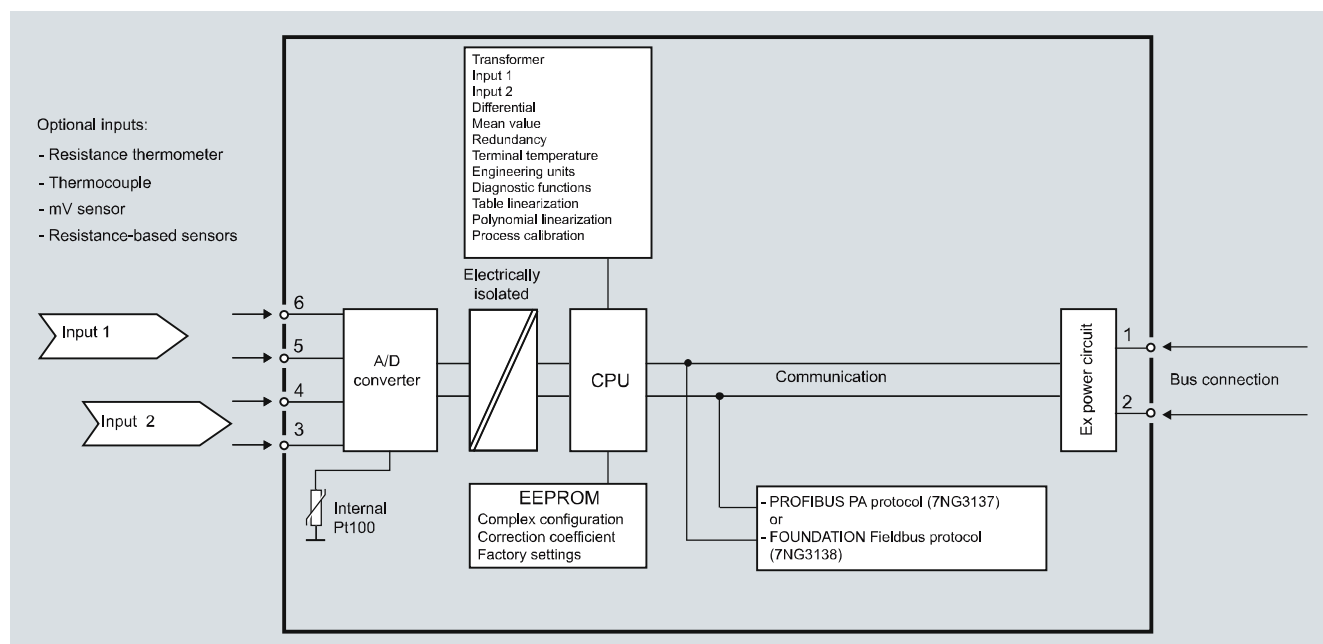 Transformer
Input 1
Input 2
Differential
Mean value
Redundancy
Terminal temperature
Engineering units
Diagnostic functions
Table linearization
Polynomial linearization
Process calibration
Optional inputs:
- Resistance thermometer
- Thermocouple
- mV sensor
- Resistance-based sensors
Electrically
isolated
Input 1
Input 2
6
5
4
3
A/D
converter
CPU
Communication
Ex power circuit
1
2
Bus connection
Internal
Pt100
EEPROM
Complex configuration
Correction coefficient
Factory settings
- PROFIBUS PA protocol (7NG3137)
or
- FOUNDATION Fieldbus protocol
(7NG3138)